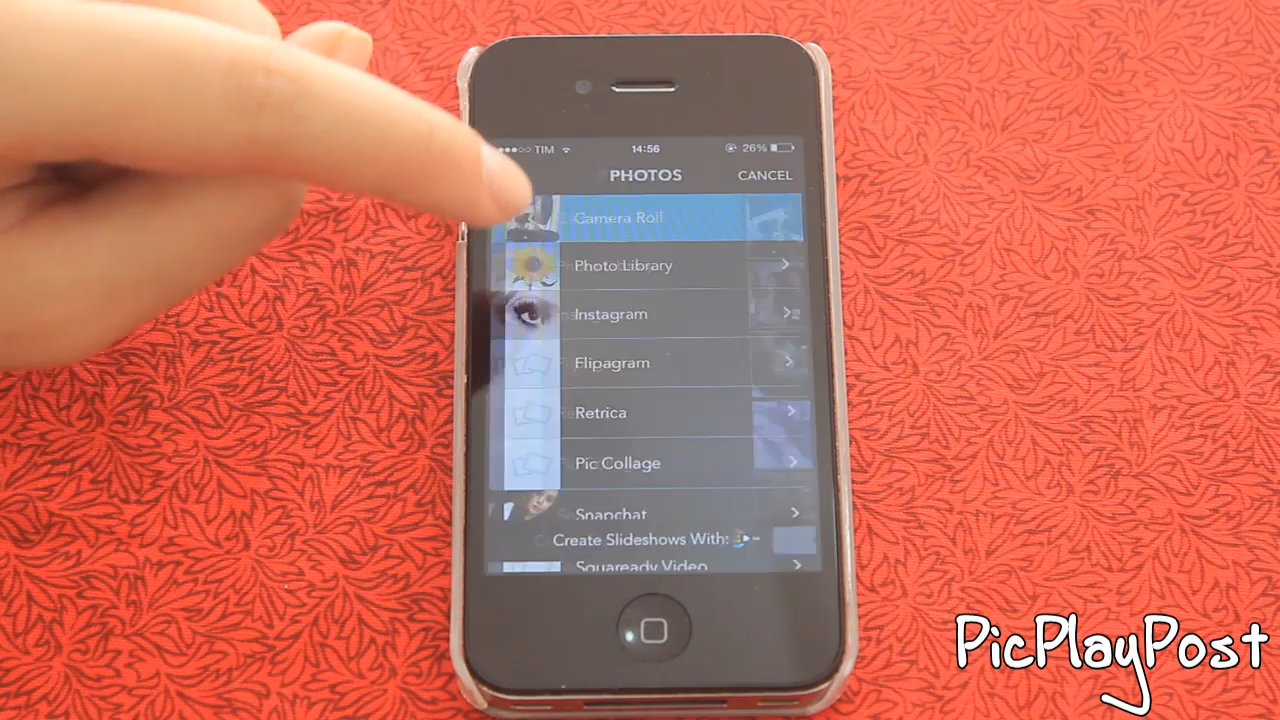 TIM 14:56 26%
PHOTOS CANCEL
Camera Roll
Photo Library
Instagram
Flipagram
Retrica
Pic Collage
Snapchat
Create Slideshows With:
Squaready Video
PicPlayPost